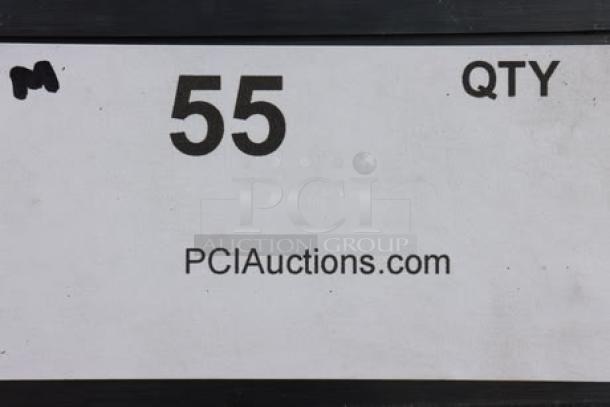 M
55
QTY
PCI
AUCTION GROUP
PCIAuctions.com